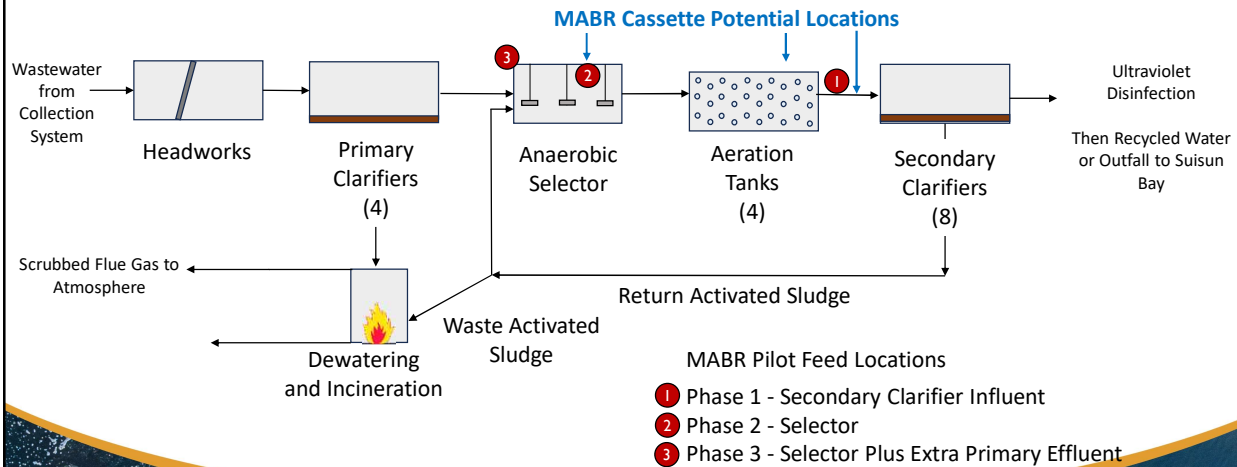 MABR Cassette Potential Locations
Wastewater
from
Collection
System
3
2
1
Ultraviolet
Disinfection
Then Recycled Water
or Outfall to Suisun
Bay
Headworks
Primary
Clarifiers
(4)
Anaerobic
Selector
Aeration
Tanks
(4)
Secondary
Clarifiers
(8)
Scrubbed Flue Gas to
Atmosphere
Return Activated Sludge
Waste Activated
Sludge
Dewatering
and Incineration
MABR Pilot Feed Locations
1 Phase 1 - Secondary Clarifier Influent
2 Phase 2 - Selector
3 Phase 3 - Selector Plus Extra Primary Effluent